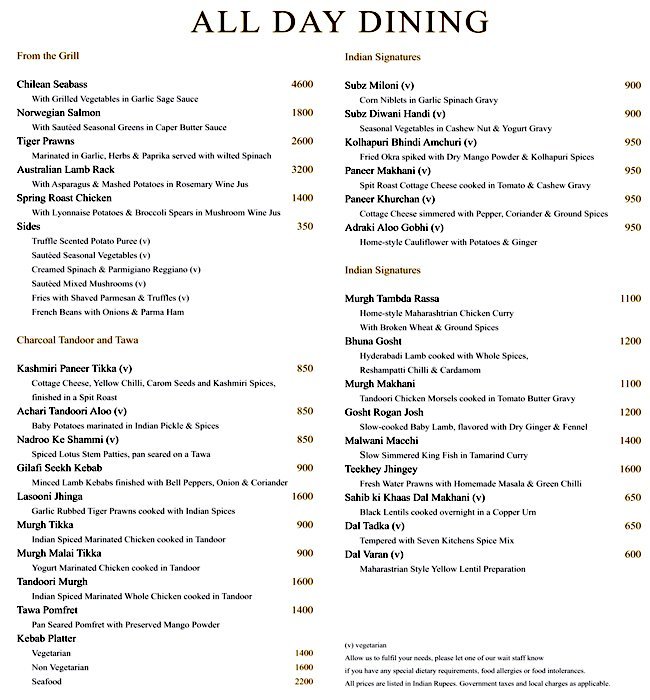 ALL DAY DINING
From the Grill
Chilean Seabass 4600
With Grilled Vegetables in Garlic Sage Sauce
Norwegian Salmon 1800
With Sautéed Seasonal Greens in Caper Butter Sauce
Tiger Prawns 2600
Marinated in Garlic, Herbs & Paprika served with wilted Spinach
Australian Lamb Rack 3200
With Asparagus & Mashed Potatoes in Rosemary Wine Jus
Spring Roast Chicken 1400
With Lyonnaise Potatoes & Broccoli Spears in Mushroom Wine Jus
Sides 350
Truffle Scented Potato Puree (v)
Sautéed Seasonal Vegetables (v)
Creamed Spinach & Parmigiano Reggiano (v)
Sautéed Mixed Mushrooms (v)
Fries with Shaved Parmesan & Truffles (v)
French Beans with Onions & Parma Ham
Charcoal Tandoor and Tawa
Kashmiri Paneer Tikka (v) 850
Cottage Cheese, Yellow Chilli, Carom Seeds and Kashmiri Spices,
finished in a Spit Roast
Achari Tandoori Aloo (v) 850
Baby Potatoes marinated in Indian Pickle & Spices
Nadroo Ke Shammi (v) 850
Spiced Lotus Stem Patties, pan seared on a Tawa
Gilafi Seekh Kebab 900
Minced Lamb Kebabs finished with Bell Peppers, Onion & Coriander
Lasooni Jhinga 1600
Garlic Rubbed Tiger Prawns cooked with Indian Spices
Murgh Tikka 900
Indian Spiced Marinated Chicken cooked in Tandoor
Murgh Malai Tikka 900
Yogurt Marinated Chicken cooked in Tandoor
Tandoori Murgh 1600
Indian Spiced Marinated Whole Chicken cooked in Tandoor
Tawa Pomfret 1400
Pan Seared Pomfret with Preserved Mango Powder
Kebab Platter
Vegetarian 1400
Non Vegetarian 1600
Seafood 2200
Indian Signatures
Subz Miloni (v) 900
Corn Niblets in Garlic Spinach Gravy
Subz Diwani Handi (v) 900
Seasonal Vegetables in Cashew Nut & Yogurt Gravy
Kolhapuri Bhindi Amchuri (v) 950
Fried Okra spiked with Dry Mango Powder & Kolhapuri Spices
Paneer Makhani (v) 950
Spit Roast Cottage Cheese cooked in Tomato & Cashew Gravy
Paneer Khurchan (v) 950
Cottage Cheese simmered with Pepper, Coriander & Ground Spices
Adraki Aloo Gobhi (v) 950
Home-style Cauliflower with Potatoes & Ginger
Indian Signatures
Murgh Tambda Rassa 1100
Home-style Maharashtrian Chicken Curry
With Broken Wheat & Ground Spices
Bhuna Gosht 1200
Hyderabadi Lamb cooked with Whole Spices,
Reshampatti Chilli & Cardamom
Murgh Makhani 1100
Tandoori Chicken Morsels cooked in Tomato Butter Gravy
Gosht Rogan Josh 1200
Slow-cooked Baby Lamb, flavored with Dry Ginger & Fennel
Malwani Macchi 1400
Slow Simmered King Fish in Tamarind Curry
Teekhey Jhingey 1600
Fresh Water Prawns with Homemade Masala & Green Chilli
Sahib ki Khaas Dal Makhani (v) 650
Black Lentils cooked overnight in a Copper Urn
Dal Tadka (v) 650
Tempered with Seven Kitchens Spice Mix
Dal Varan (v) 600
Maharastrian Style Yellow Lentil Preparation
(v) vegetarian
Allow us to fulfil your needs, please let one of our wait staff know
if you have any special dietary requirements, food allergies or food intolerances.
All prices are listed in Indian Rupees. Government taxes and local charges as applicable.